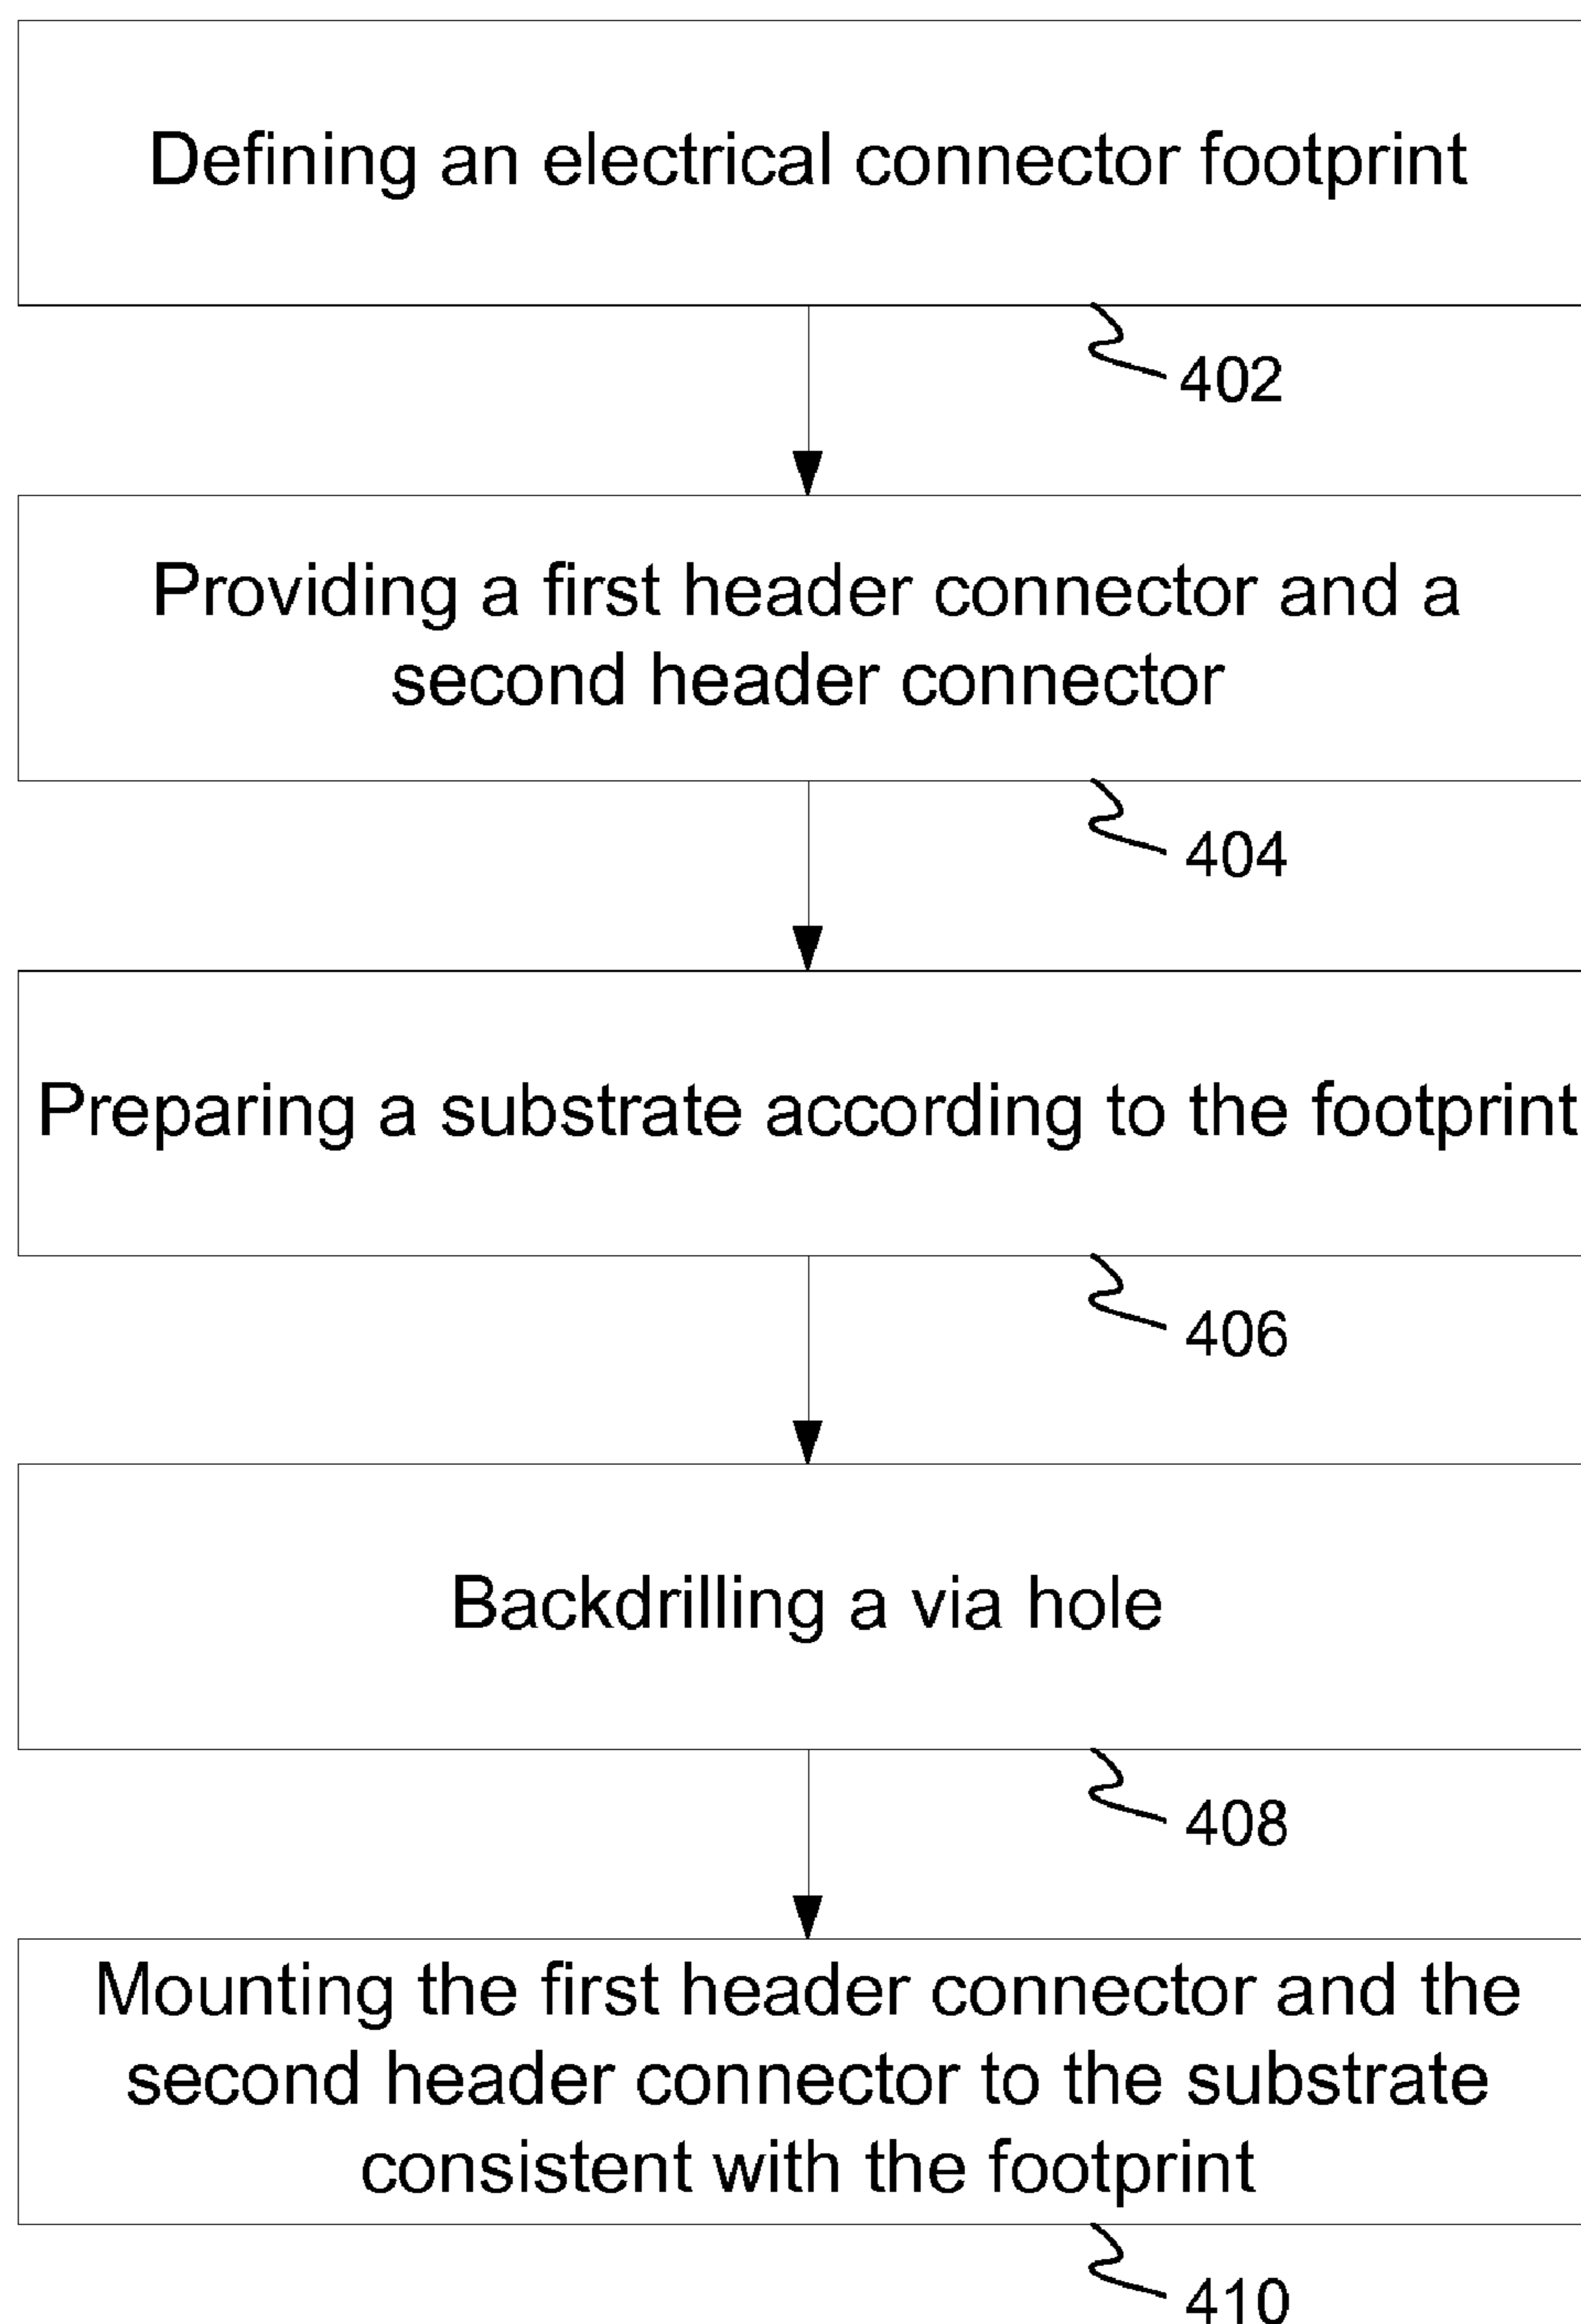 Defining an electrical connector footprint
402
Providing a first header connector and a
second header connector
404
Preparing a substrate according to the footprint
406
Backdrilling a via hole
408
Mounting the first header connector and the
second header connector to the substrate
consistent with the footprint
410